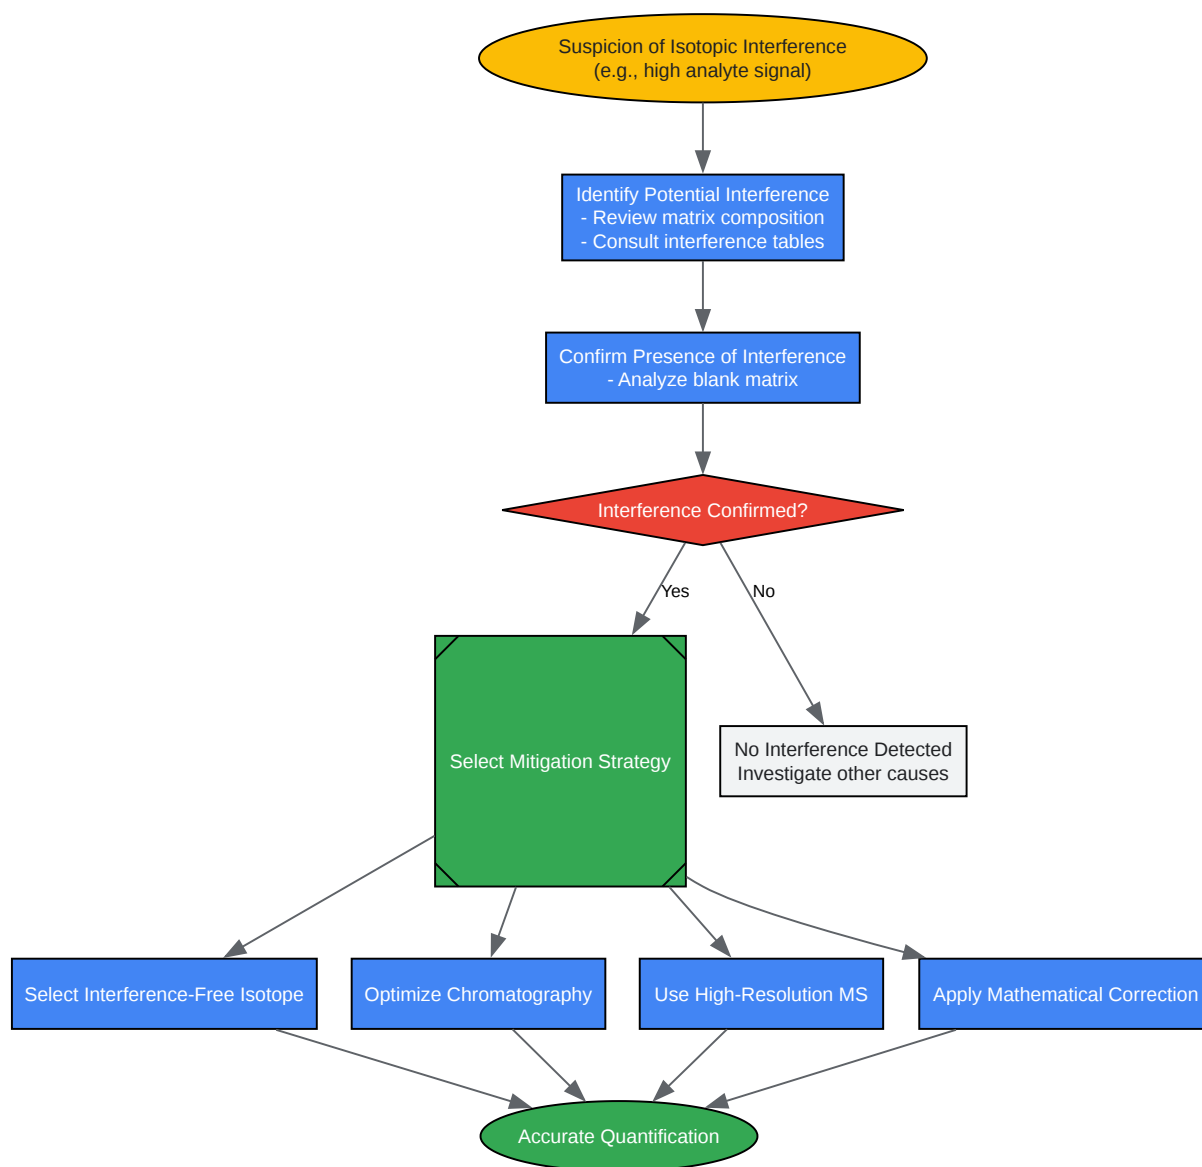 Suspicion of Isotopic Interference
(e.g., high analyte signal)
Identify Potential Interference
- Review matrix composition
- Consult interference tables
Confirm Presence of Interference
- Analyze blank matrix
Interference Confirmed?
Yes
No
Select Mitigation Strategy
No Interference Detected
Investigate other causes
Select Interference-Free Isotope
Optimize Chromatography
Use High-Resolution MS
Apply Mathematical Correction
Accurate Quantification